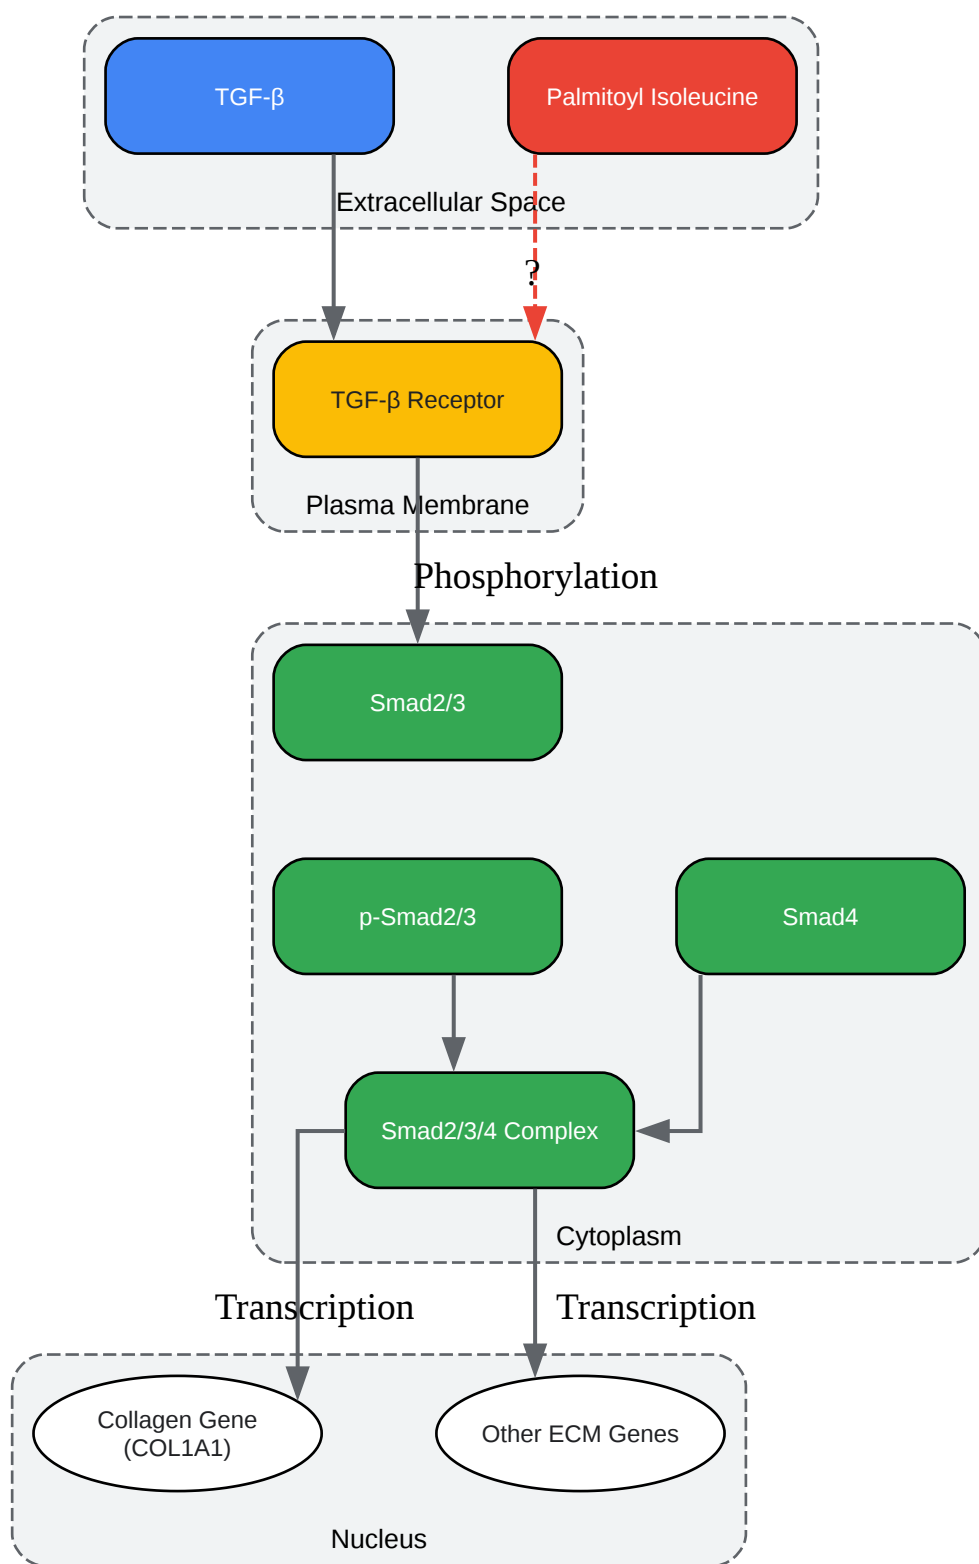 TGF-β
Palmitoyl Isoleucine
Extracellular Space
?
TGF-β Receptor
Plasma Membrane
Phosphorylation
Smad2/3
p-Smad2/3
Smad4
Smad2/3/4 Complex
Cytoplasm
Transcription
Transcription
Collagen Gene
(COL1A1)
Other ECM Genes
Nucleus